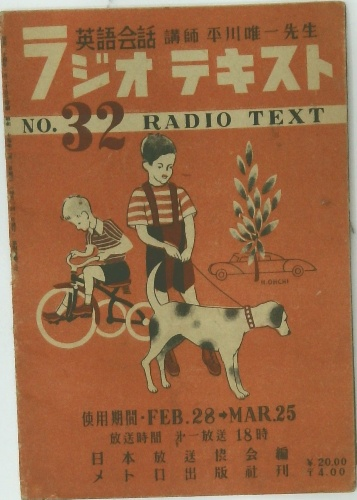 英語会話 講師 平川唯一先生
ラジオ テキスト
NO. 32 RADIO TEXT
使用期間・FEB. 28➡MAR. 25
放送時間 第一放送 18時
日本放送協会編
メトロ出版社刊
¥20.00
¥4.00